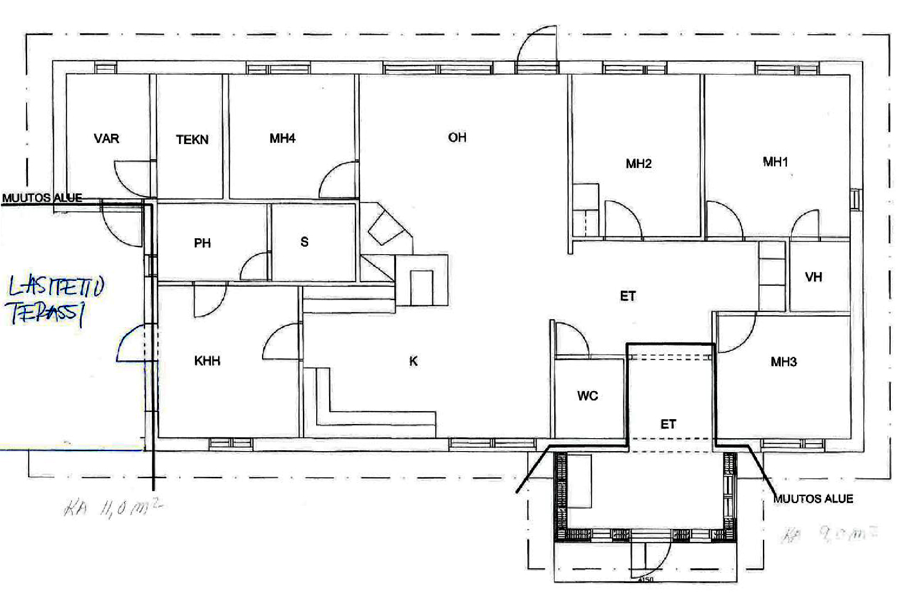 VAR
TEKN
MH4
OH
MH2
MH1
MUUTOS ALUE
PH
S
LASITETTU
TERASSI
ET
VH
KHH
K
MH3
WC
ET
MUUTOS ALUE
KA 11,0 m²
KA 9,0 m²
4150